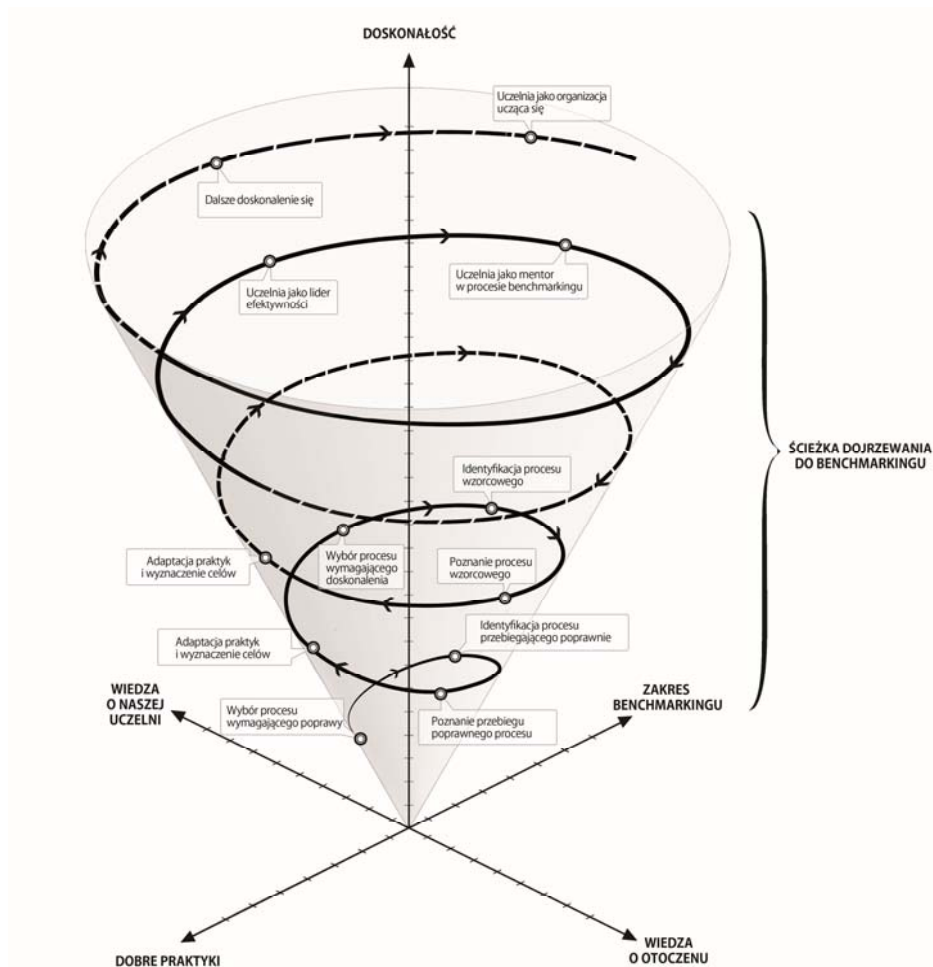 DOSKONAŁOŚĆ
Uczelnia jako organizacja
ucząca się
Dalsze doskonalenie się
Uczelnia jako lider
efektywności
Uczelnia jako mentor
w procesie benchmarkingu
ŚCIEŻKA DOJRZEWANIA
DO BENCHMARKINGU
Identyfikacja procesu
wzorcowego
Wybór procesu
wymagającego
doskonalenia
Adaptacja praktyk
i wyznaczenie celów
Poznanie procesu
wzorcowego
Identyfikacja procesu
przebiegającego poprawnie
Adaptacja praktyk
i wyznaczenie celów
WIEDZA
O NASZEJ
UCZELNI
ZAKRES
BENCHMARKINGU
Wybór procesu
wymagającego poprawy
Poznanie przebiegu
poprawnego procesu
DOBRE PRAKTYKI
WIEDZA
O OTOCZENU